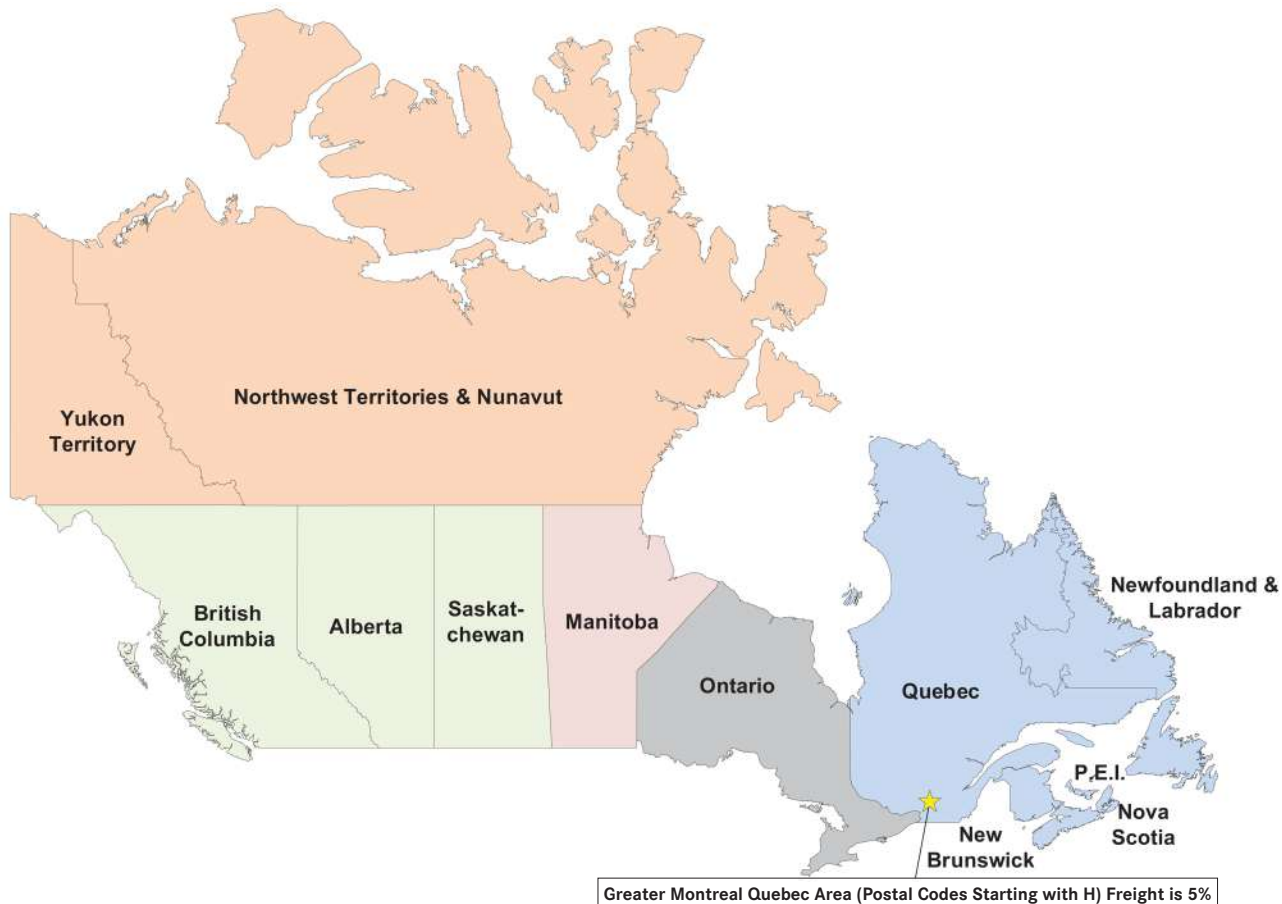 Northwest Territories & Nunavut
Yukon
Territory
British
Columbia
Alberta
Saskat-
chewan
Manitoba
Ontario
Quebec
Newfoundland &
Labrador
P.E.I.
Nova
Scotia
New
Brunswick
Greater Montreal Quebec Area (Postal Codes Starting with H) Freight is 5%